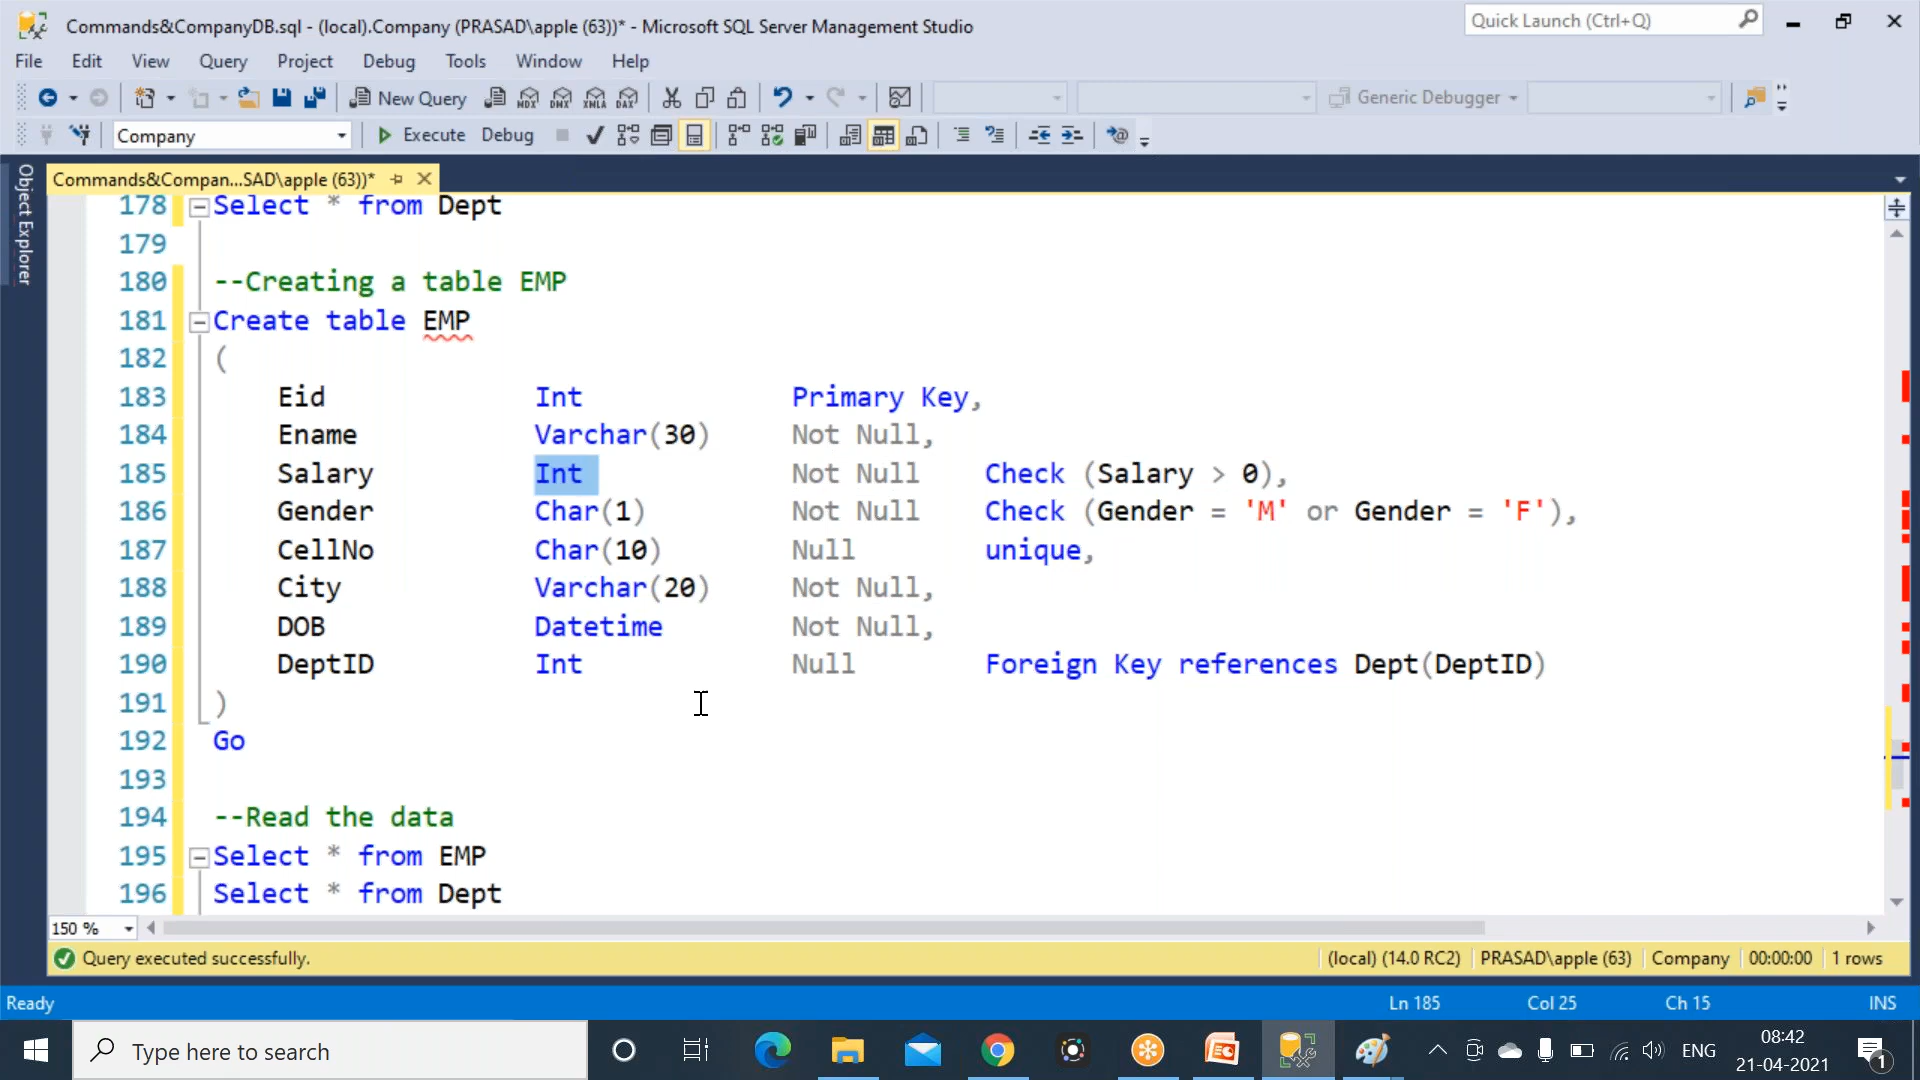 Commands&CompanyDB.sql - (local).Company (PRASAD\apple (63))* - Microsoft SQL Server Management Studio
Quick Launch (Ctrl+Q)
File Edit View Query Project Debug Tools Window Help
New Query MDX DMX XMLA DAX Generic Debugger
Company Execute Debug
Object Explorer
Commands&Compan...SAD\apple (63))*
178 Select * from Dept
179
180 --Creating a table EMP
181 Create table EMP
182 (
183 Eid Int Primary Key,
184 Ename Varchar(30) Not Null,
185 Salary Int Not Null Check (Salary > 0),
186 Gender Char(1) Not Null Check (Gender = 'M' or Gender = 'F'),
187 CellNo Char(10) Null unique,
188 City Varchar(20) Not Null,
189 DOB Datetime Not Null,
190 DeptID Int Null Foreign Key references Dept(DeptID)
191 )
192 Go
193
194 --Read the data
195 Select * from EMP
196 Select * from Dept
150 %
Query executed successfully. (local) (14.0 RC2) PRASAD\apple (63) Company 00:00:00 1 rows
Ready Ln 185 Col 25 Ch 15 INS
Type here to search ENG 08:42 21-04-2021 1